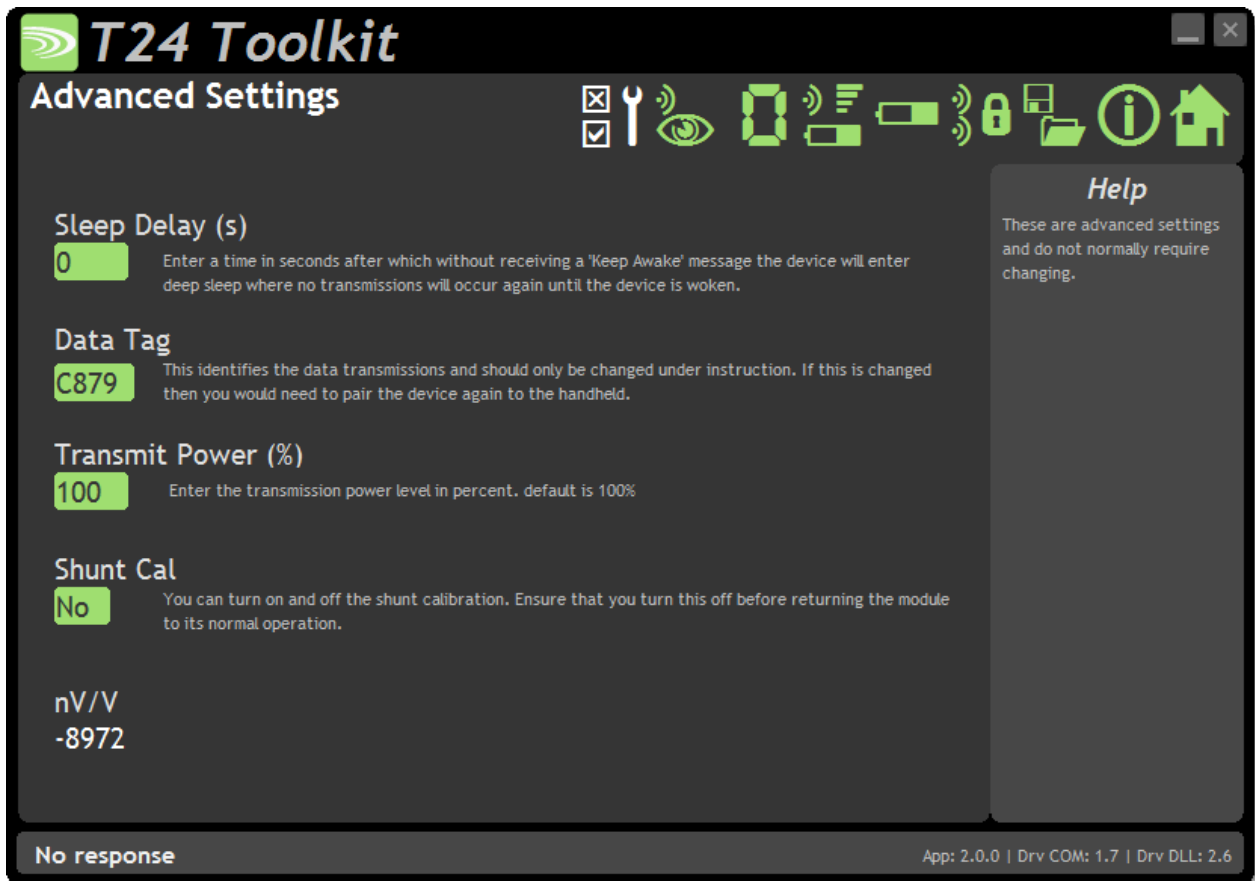 T24 Toolkit
Advanced Settings
Help
These are advanced settings
and do not normally require
changing.
Sleep Delay (s)
0
Enter a time in seconds after which without receiving a 'Keep Awake' message the device will enter
deep sleep where no transmissions will occur again until the device is woken.
Data Tag
C879
This identifies the data transmissions and should only be changed under instruction. If this is changed
then you would need to pair the device again to the handheld.
Transmit Power (%)
100
Enter the transmission power level in percent. default is 100%
Shunt Cal
No
You can turn on and off the shunt calibration. Ensure that you turn this off before returning the module
to its normal operation.
nV/V
-8972
No response
App: 2.0.0 | Drv COM: 1.7 | Drv DLL: 2.6